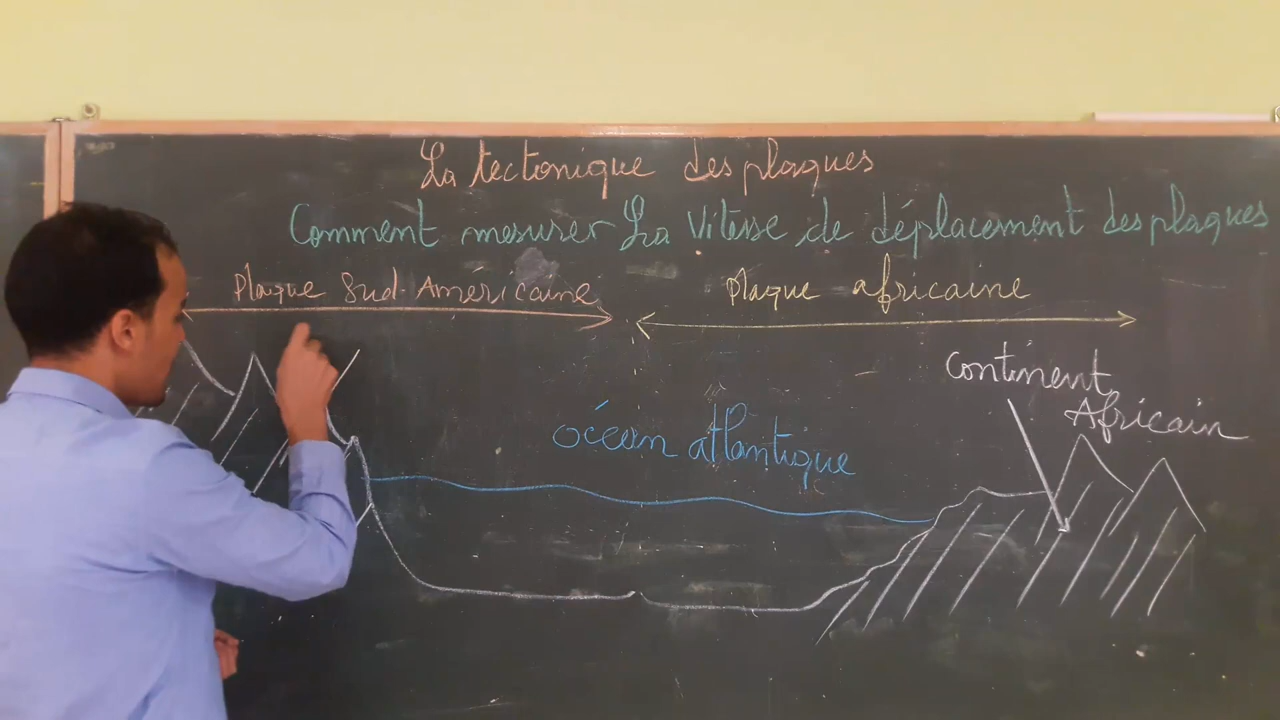 La tectonique des plaques
Comment mesurer La Vitesse de déplacement des plaques
Plaque Sud-Americaine
Plaque africaine
Continent
Africain
océan atlantique